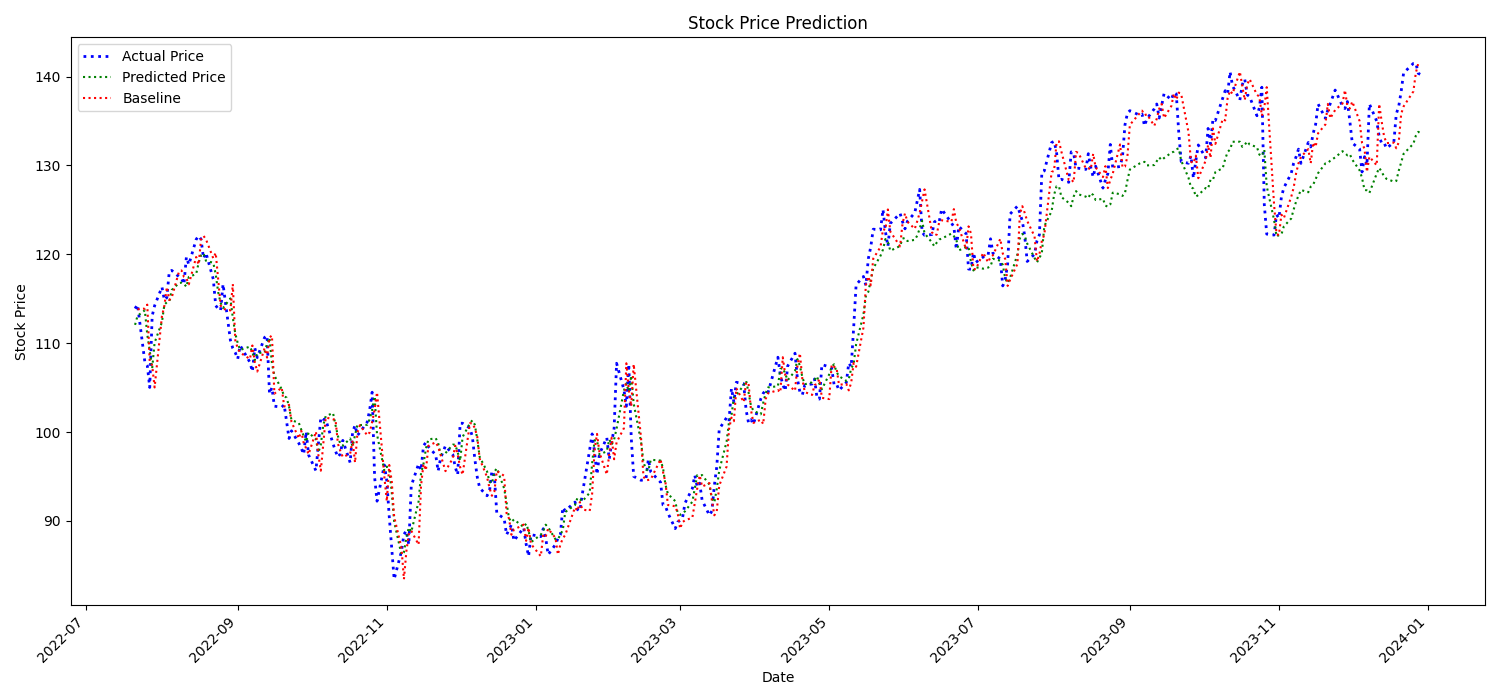 Stock Price Prediction
Actual Price
Predicted Price
Baseline
140
130
120
110
100
90
Stock Price
2022-07
2022-09
2022-11
2023-01
2023-03
2023-05
2023-07
2023-09
2023-11
2024-01
Date